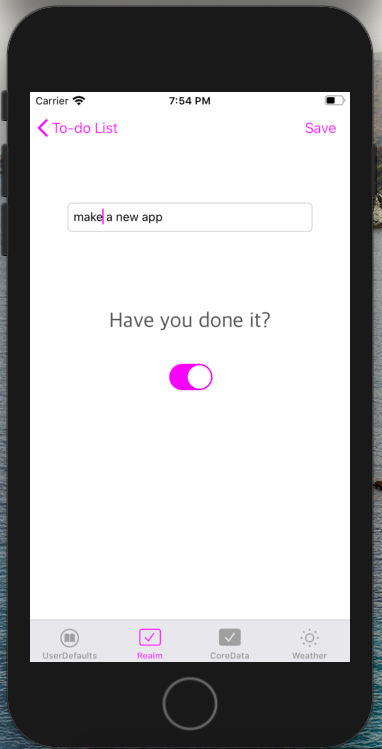 Carrier 7:54 PM
To-do List Save
make a new app
Have you done it?
UserDefaults Realm CoreData Weather